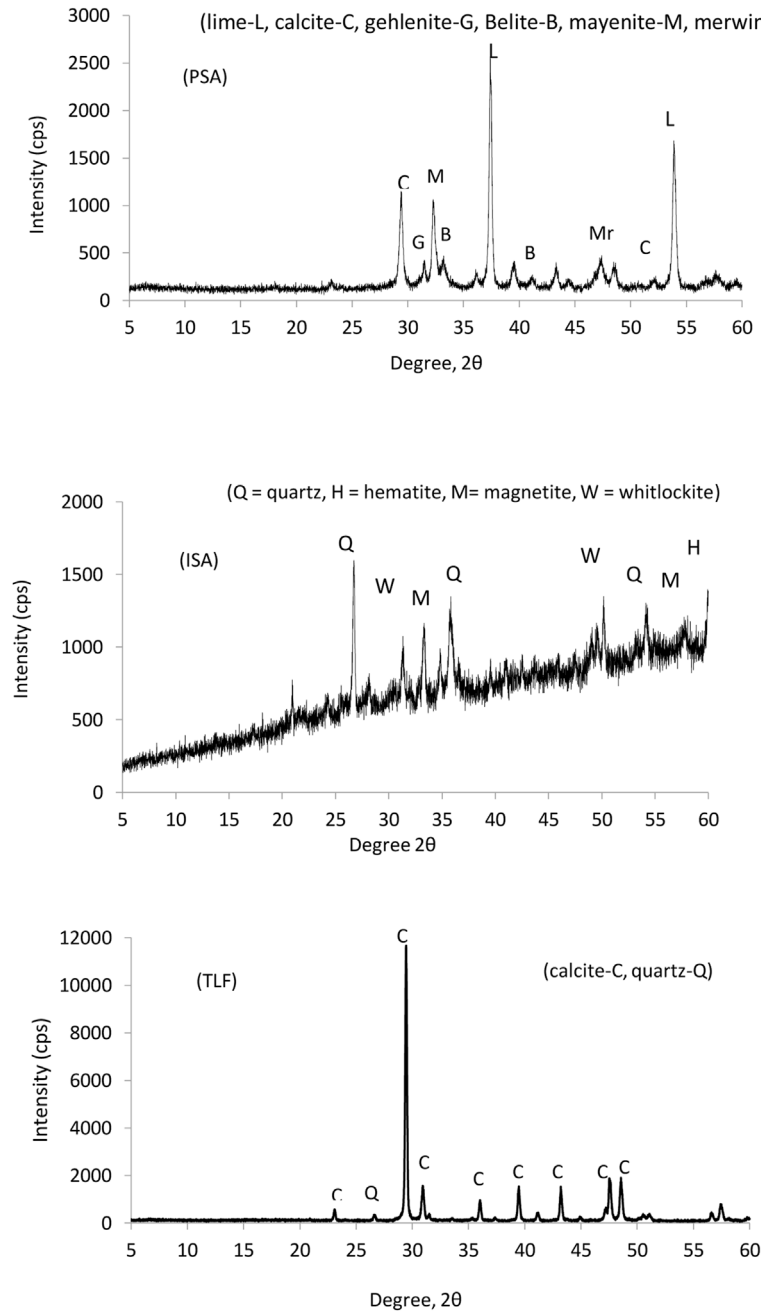 (lime-L, calcite-C, gehlenite-G, Belite-B, mayenite-M, merwin
(PSA)
Intensity (cps)
3000
2500
2000
1500
1000
500
0
C
G
M
B
L
B
Mr
C
L
5 10 15 20 25 30 35 40 45 50 55 60
Degree, 2θ
(Q = quartz, H = hematite, M= magnetite, W = whitlockite)
(ISA)
Intensity (cps)
2000
1500
1000
500
0
Q
W
M
Q
W
Q
M
H
5 10 15 20 25 30 35 40 45 50 55 60
Degree 2θ
(TLF)
(calcite-C, quartz-Q)
Intensity (cps)
12000
10000
8000
6000
4000
2000
0
C
Q
C
C
C
C
C
C
C
5 10 15 20 25 30 35 40 45 50 55 60
Degree, 2θ